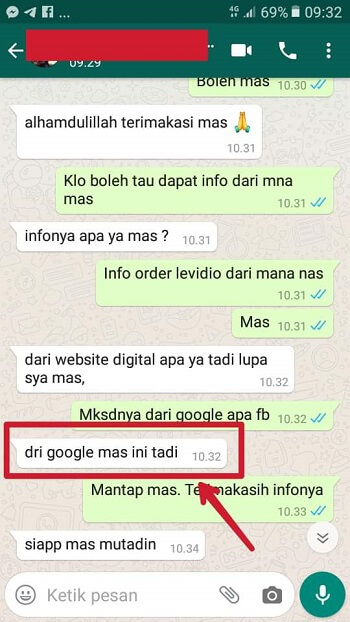 4G
69%
09:32
09.29
Boleh mas
10.30
alhamdulillah terimakasi mas 🙏
10.31
Klo boleh tau dapat info dari mna
mas
10.31
infonya apa ya mas ?
10.31
Info order levidio dari mana nas
10.31
Mas
10.31
dari website digital apa ya tadi lupa
sya mas,
10.32
Mksdnya dari google apa fb
10.32
dri google mas ini tadi
10.32
Mantap mas. infonya
10.33
siapp mas mutadin
10.34
Ketik pesan